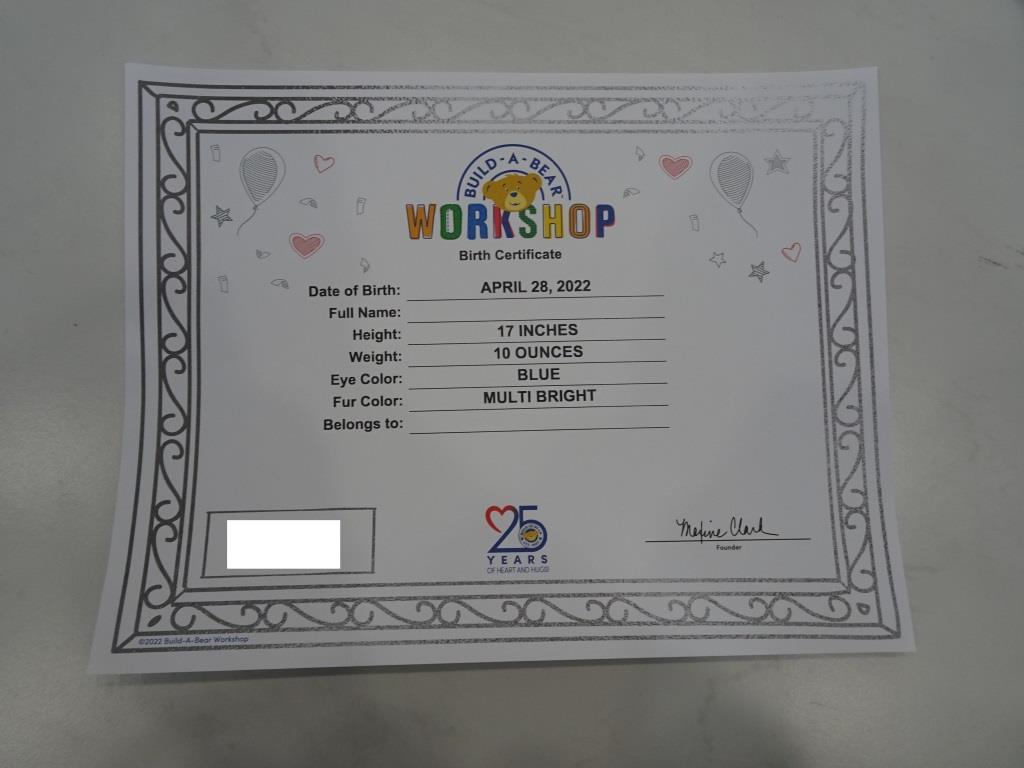 BUILD-A-BEAR
WORKSHOP
Birth Certificate
Date of Birth: APRIL 28, 2022
Full Name:
Height: 17 INCHES
Weight: 10 OUNCES
Eye Color: BLUE
Fur Color: MULTI BRIGHT
Belongs to:
25
YEARS
OF HEART AND HUGS!
Maxine Clark
Founder
©2022 Build-A-Bear Workshop